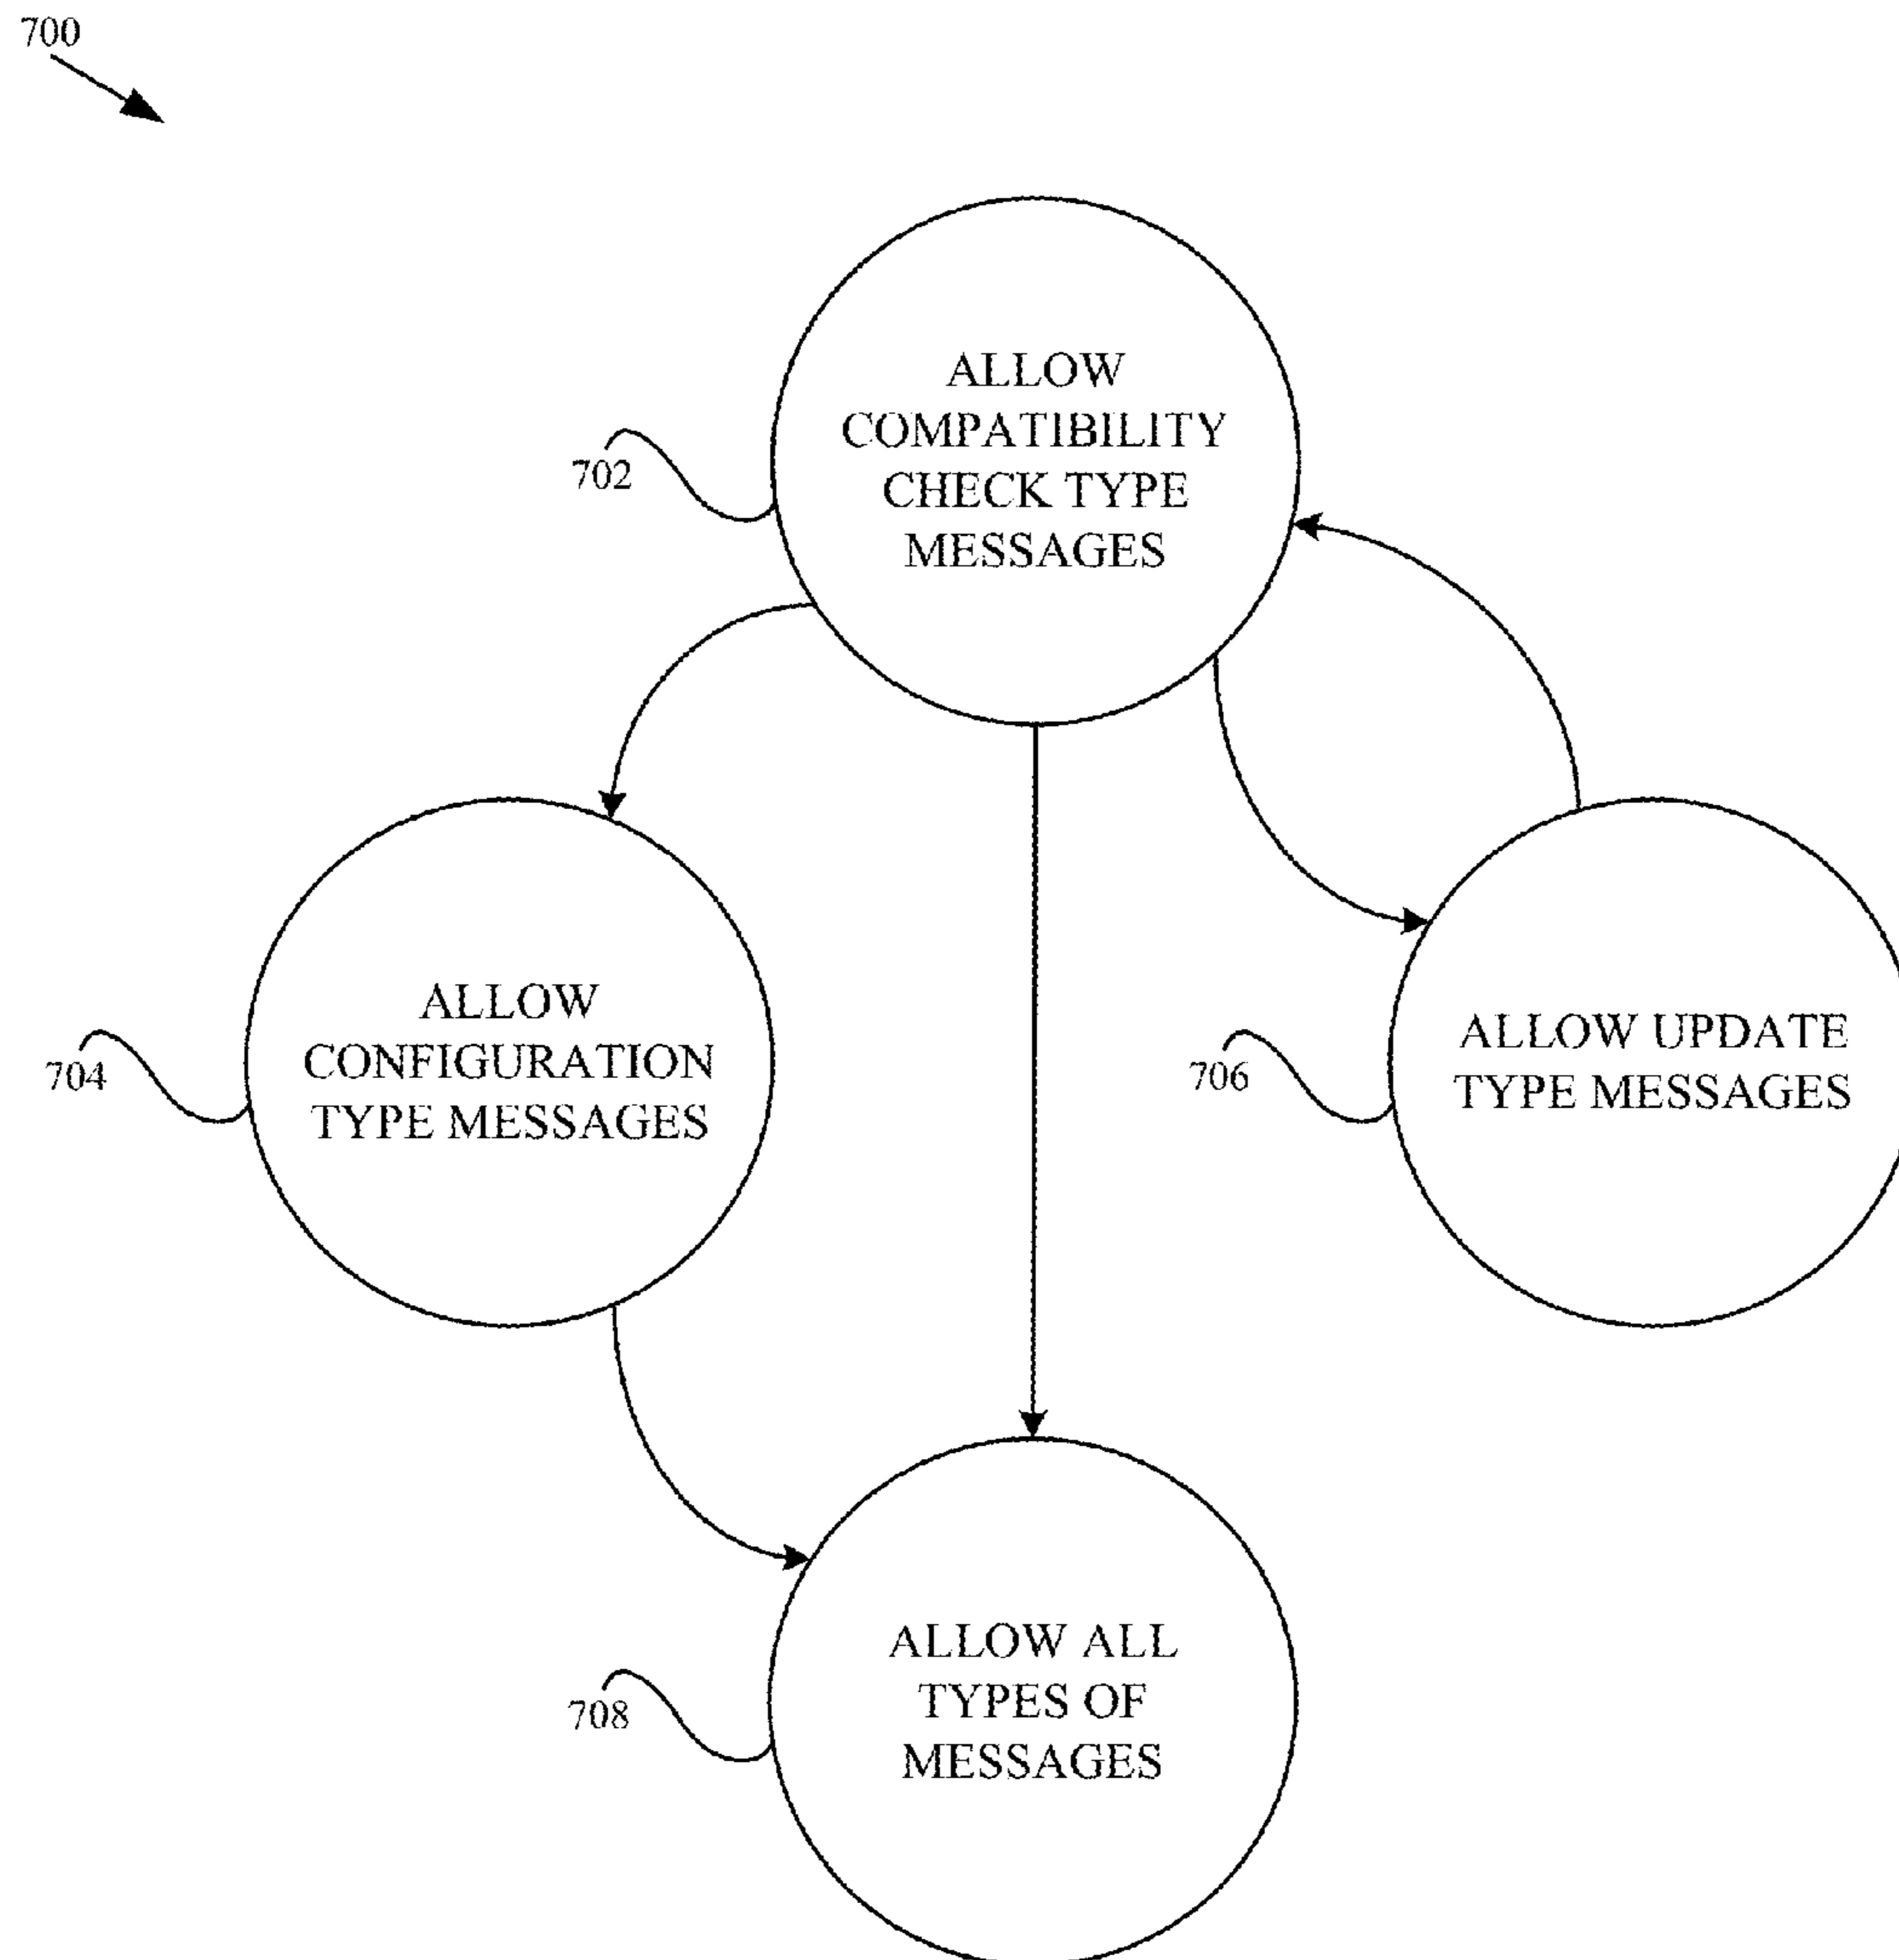 700
ALLOW
COMPATIBILITY
CHECK TYPE
MESSAGES
702
ALLOW
CONFIGURATION
TYPE MESSAGES
704
ALLOW UPDATE
TYPE MESSAGES
706
ALLOW ALL
TYPES OF
MESSAGES
708